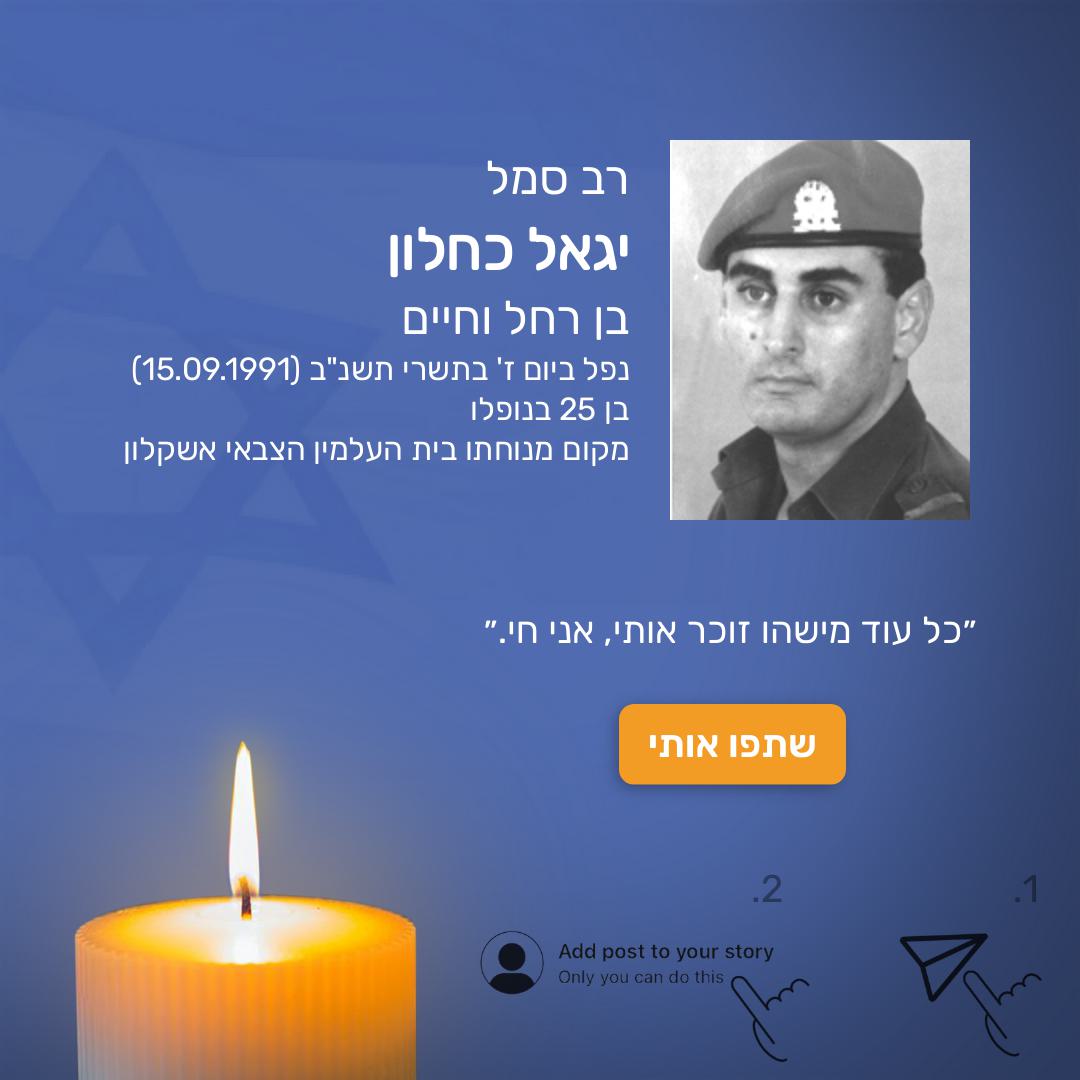 רב סמל
יגאל כחלון
בן רחל וחיים
נפל ביום ז' בתשרי תשנ"ב (15.09.1991)
בן 25 בנופלו
מקום מנוחתו בית העלמין הצבאי אשקלון
״כל עוד מישהו זוכר אותי, אני חי.״
שתפו אותי
.1
.2
Add post to your story
Only you can do this